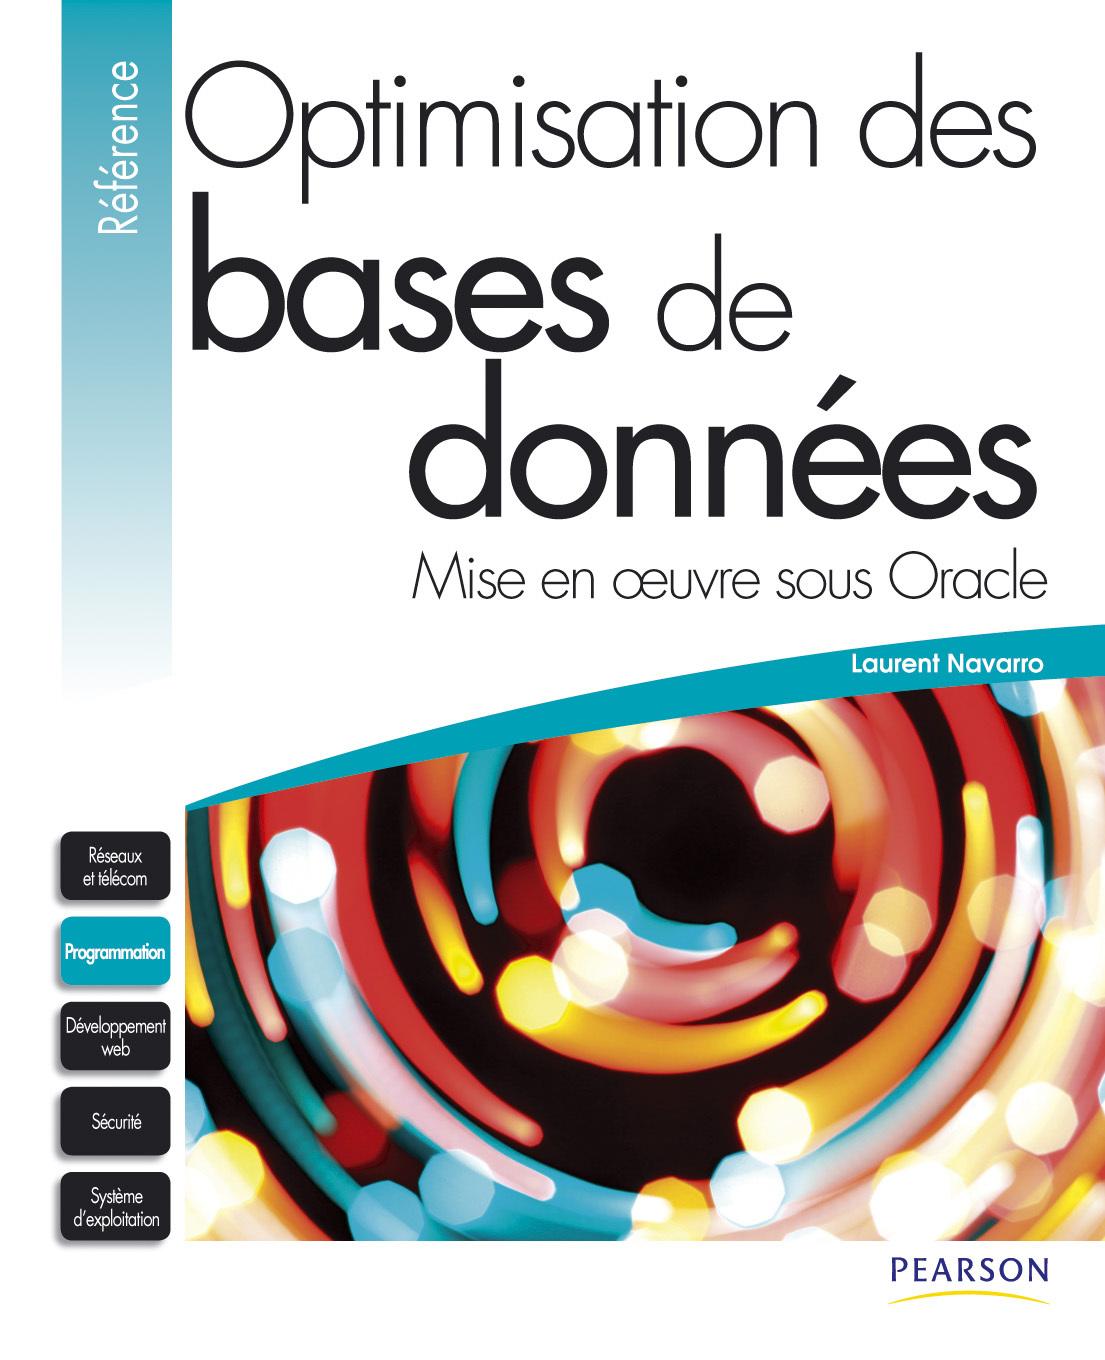 Référence
Optimisation des
bases de
données
Mise en œuvre sous Oracle
Laurent Navarro
Réseaux
et télécom
Programmation
Développement
web
Sécurité
Système
d'exploitation
PEARSON